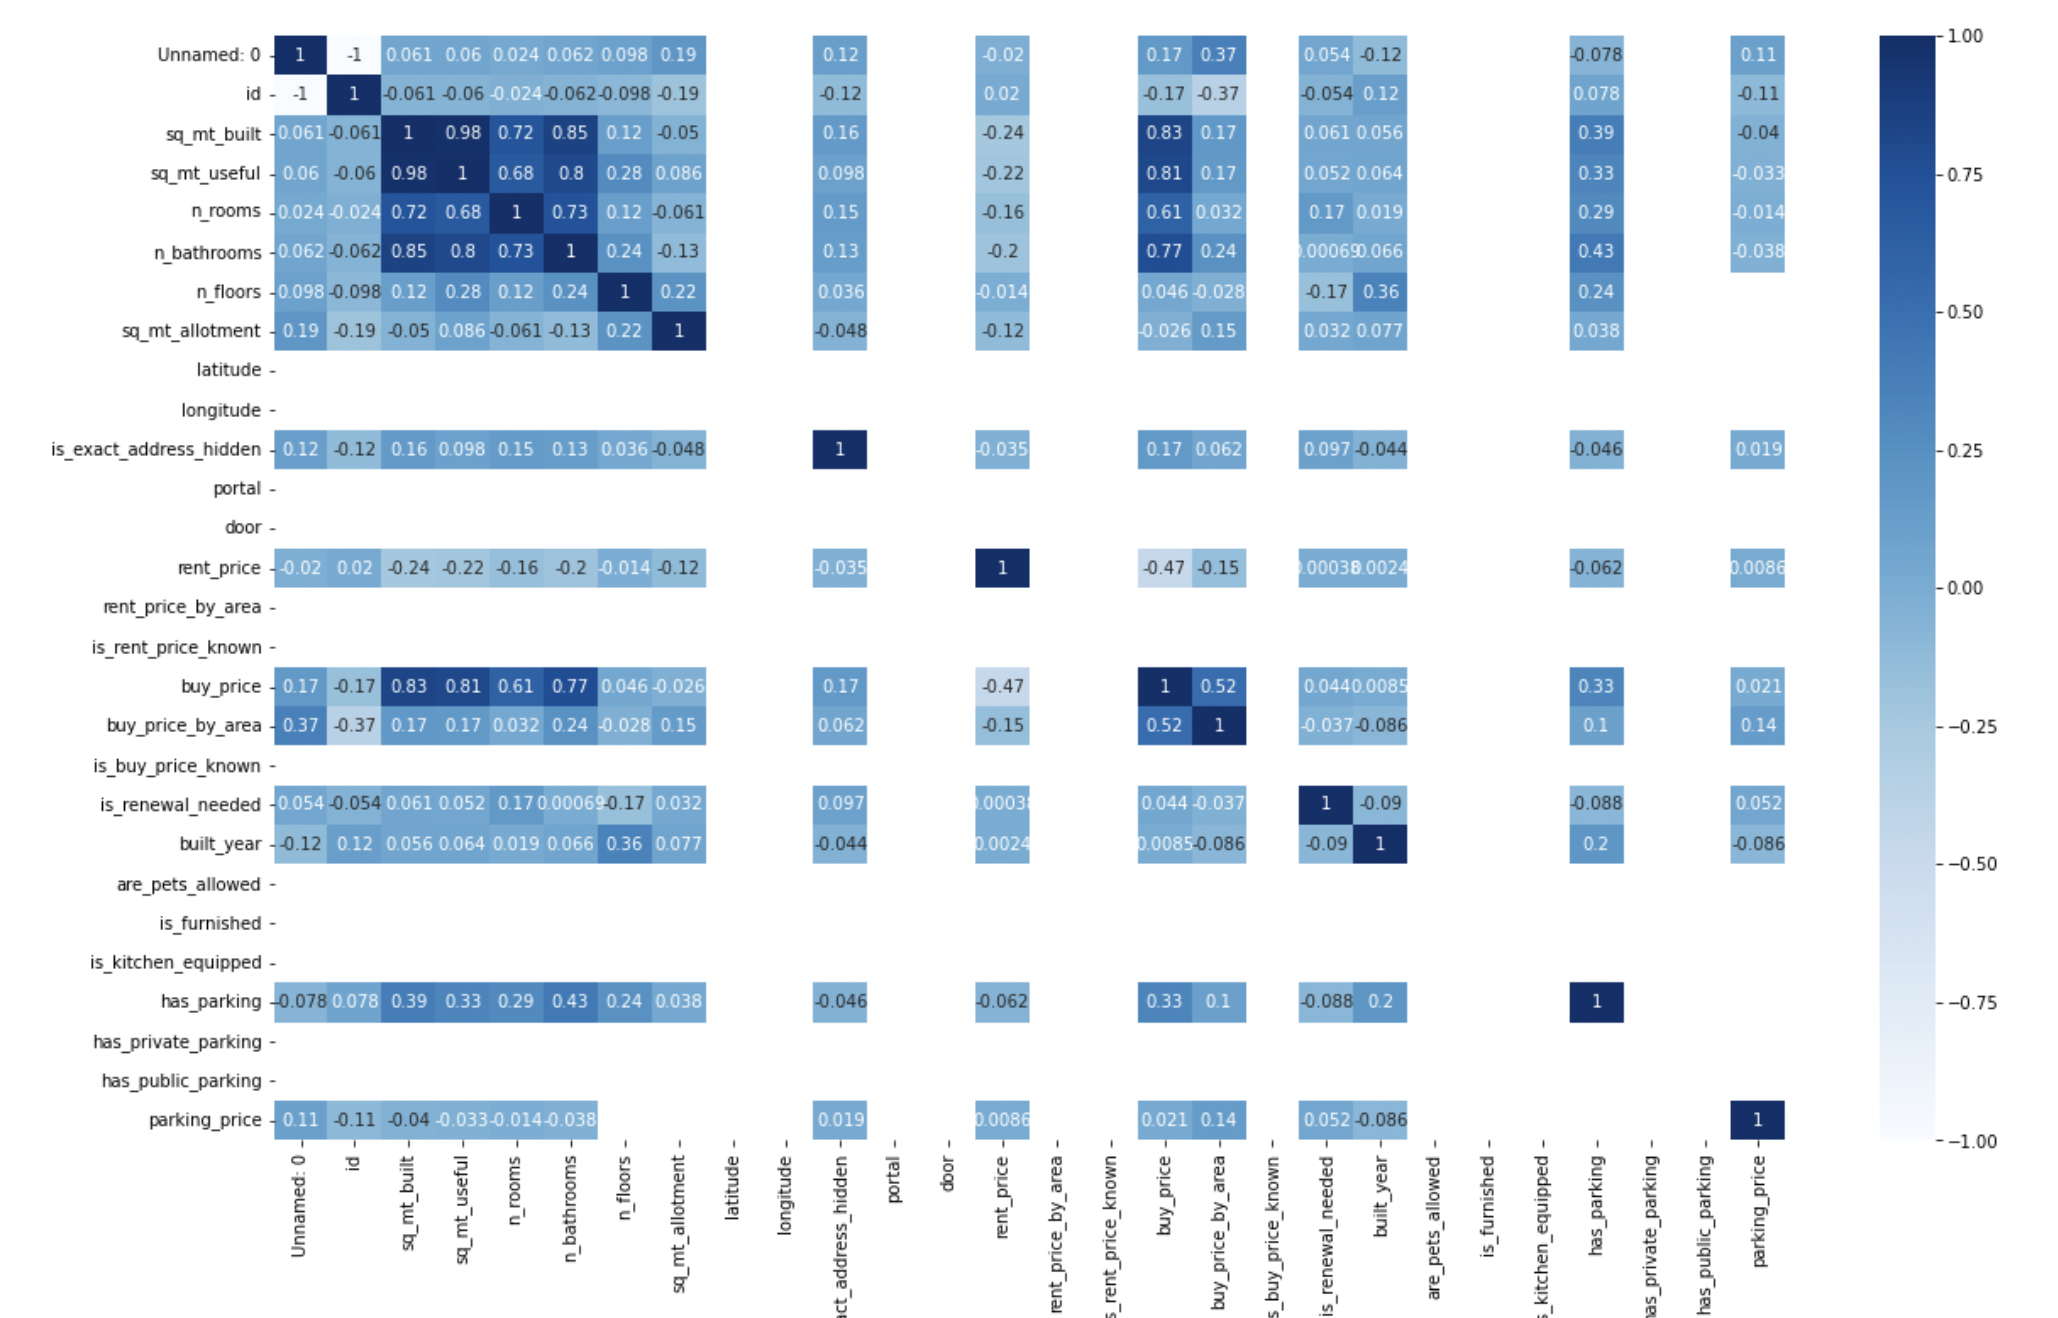 Unnamed: 0 1 -1 0.061 0.06 0.024 0.062 0.098 0.19 0.12 -0.02 0.17 0.37 0.054 -0.12 -0.078 0.11 1.00
id -1 1 -0.061 -0.06 -0.024 -0.062 -0.098 -0.19 -0.12 0.02 -0.17 -0.37 -0.054 0.12 0.078 -0.11
sq_mt_built 0.061 -0.061 1 0.98 0.72 0.85 0.12 -0.05 0.16 -0.24 0.83 0.17 0.061 0.056 0.39 -0.04
sq_mt_useful 0.06 -0.06 0.98 1 0.68 0.8 0.28 0.086 0.098 -0.22 0.81 0.17 0.052 0.064 0.33 -0.033 0.75
n_rooms 0.024 -0.024 0.72 0.68 1 0.73 0.12 -0.061 0.15 -0.16 0.61 0.032 0.17 0.019 0.29 -0.014
n_bathrooms 0.062 -0.062 0.85 0.8 0.73 1 0.24 -0.13 0.13 -0.2 0.77 0.24 0.00069 0.066 0.43 -0.038
n_floors 0.098 -0.098 0.12 0.28 0.12 0.24 1 0.22 0.036 -0.014 0.046 -0.028 -0.17 0.36 0.24 0.50
sq_mt_allotment 0.19 -0.19 -0.05 0.086 -0.061 -0.13 0.22 1 -0.048 -0.12 -0.026 0.15 0.032 0.077 0.038
latitude
longitude
is_exact_address_hidden 0.12 -0.12 0.16 0.098 0.15 0.13 0.036 -0.048 1 -0.035 0.17 0.062 0.097 -0.044 -0.046 0.019 0.25
portal
door
rent_price -0.02 0.02 -0.24 -0.22 -0.16 -0.2 -0.014 -0.12 -0.035 1 -0.47 -0.15 0.00038 0.0024 -0.062 0.0086 0.00
rent_price_by_area
is_rent_price_known
buy_price 0.17 -0.17 0.83 0.81 0.61 0.77 0.046 -0.026 0.17 -0.47 1 0.52 0.044 0.0085 0.33 0.021
buy_price_by_area 0.37 -0.37 0.17 0.17 0.032 0.24 -0.028 0.15 0.062 -0.15 0.52 1 -0.037 -0.086 0.1 0.14 −0.25
is_buy_price_known
is_renewal_needed 0.054 -0.054 0.061 0.052 0.17 0.00069 -0.17 0.032 0.097 0.00038 0.044 -0.037 1 -0.09 -0.088 0.052
built_year -0.12 0.12 0.056 0.064 0.019 0.066 0.36 0.077 -0.044 0.0024 0.0085 -0.086 -0.09 1 0.2 -0.086 −0.50
are_pets_allowed
is_furnished
is_kitchen_equipped
has_parking -0.078 0.078 0.39 0.33 0.29 0.43 0.24 0.038 -0.046 -0.062 0.33 0.1 -0.088 0.2 1 −0.75
has_private_parking
has_public_parking
parking_price 0.11 -0.11 -0.04 -0.033 -0.014 -0.038 0.019 0.0086 0.021 0.14 0.052 -0.086 1 −1.00
Unnamed: 0
id
sq_mt_built
sq_mt_useful
n_rooms
n_bathrooms
n_floors
sq_mt_allotment
latitude
longitude
act_address_hidden
portal
door
rent_price
rent_price_by_area
s_rent_price_known
buy_price
buy_price_by_area
s_buy_price_known
is_renewal_needed
built_year
are_pets_allowed
is_furnished
s_kitchen_equipped
has_parking
has_private_parking
has_public_parking
parking_price